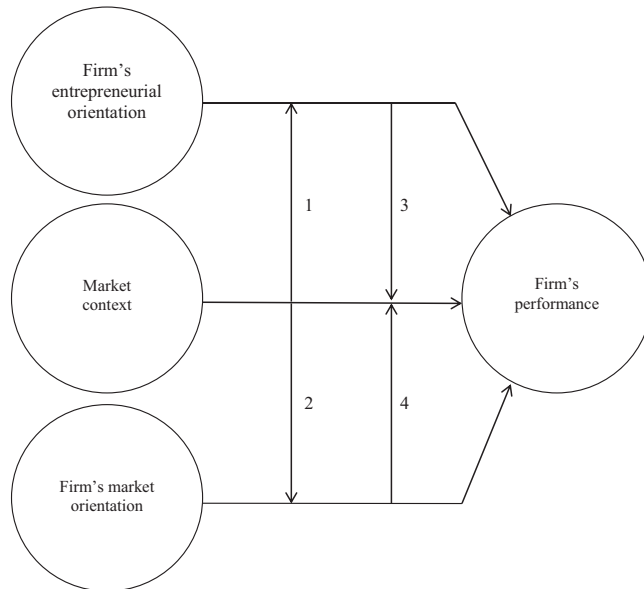 Firm's
entrepreneurial
orientation
1
3
Market
context
Firm's
performance
2
4
Firm's market
orientation